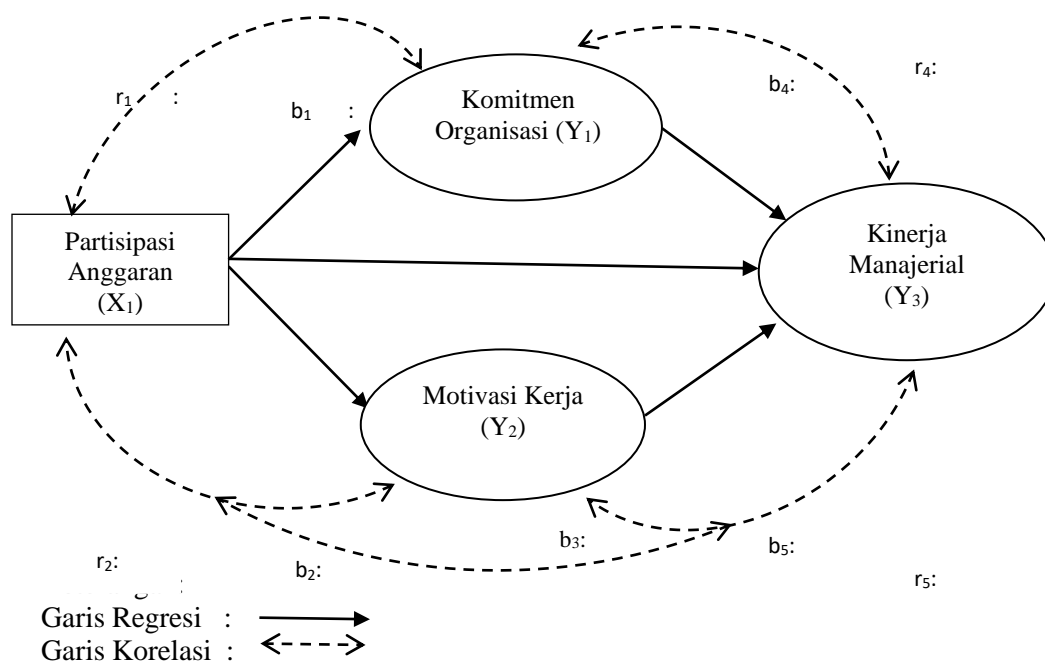 r₁ :
b₁ :
Komitmen
Organisasi (Y₁)
b₄:
r₄:
Partisipasi
Anggaran
(X₁)
Kinerja
Manajerial
(Y₃)
Motivasi Kerja
(Y₂)
r₂:
b₂:
b₃:
b₅:
r₅:
Garis Regresi :
Garis Korelasi :